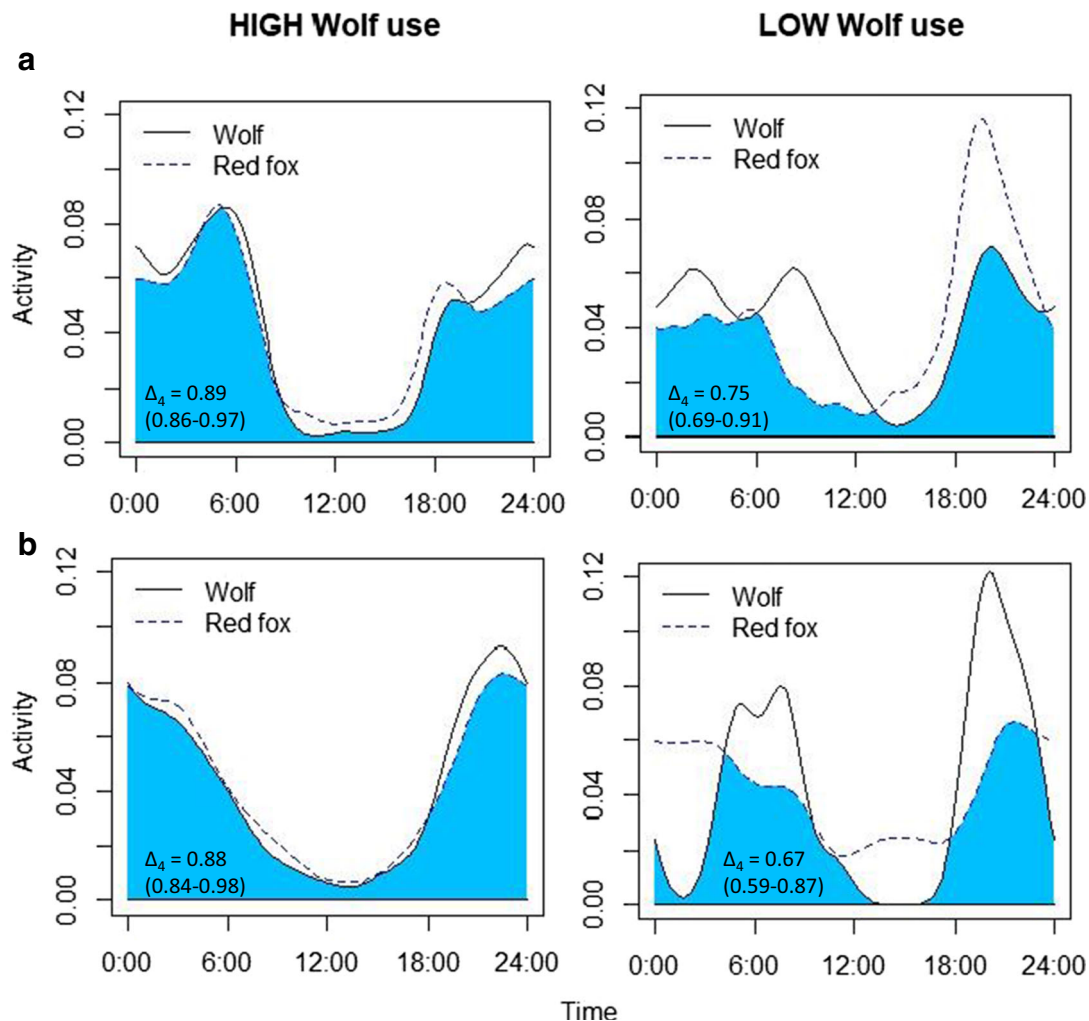 HIGH Wolf use
LOW Wolf use
a
Activity
0.12
0.08
0.04
0.00
Wolf
Red fox
Δ4 = 0.89
(0.86-0.97)
0:00 6:00 12:00 18:00 24:00
0.12
0.08
0.04
0.00
Wolf
Red fox
Δ4 = 0.75
(0.69-0.91)
0:00 6:00 12:00 18:00 24:00
b
Activity
0.12
0.08
0.04
0.00
Wolf
Red fox
Δ4 = 0.88
(0.84-0.98)
0:00 6:00 12:00 18:00 24:00
0.12
0.08
0.04
0.00
Wolf
Red fox
Δ4 = 0.67
(0.59-0.87)
0:00 6:00 12:00 18:00 24:00
Time